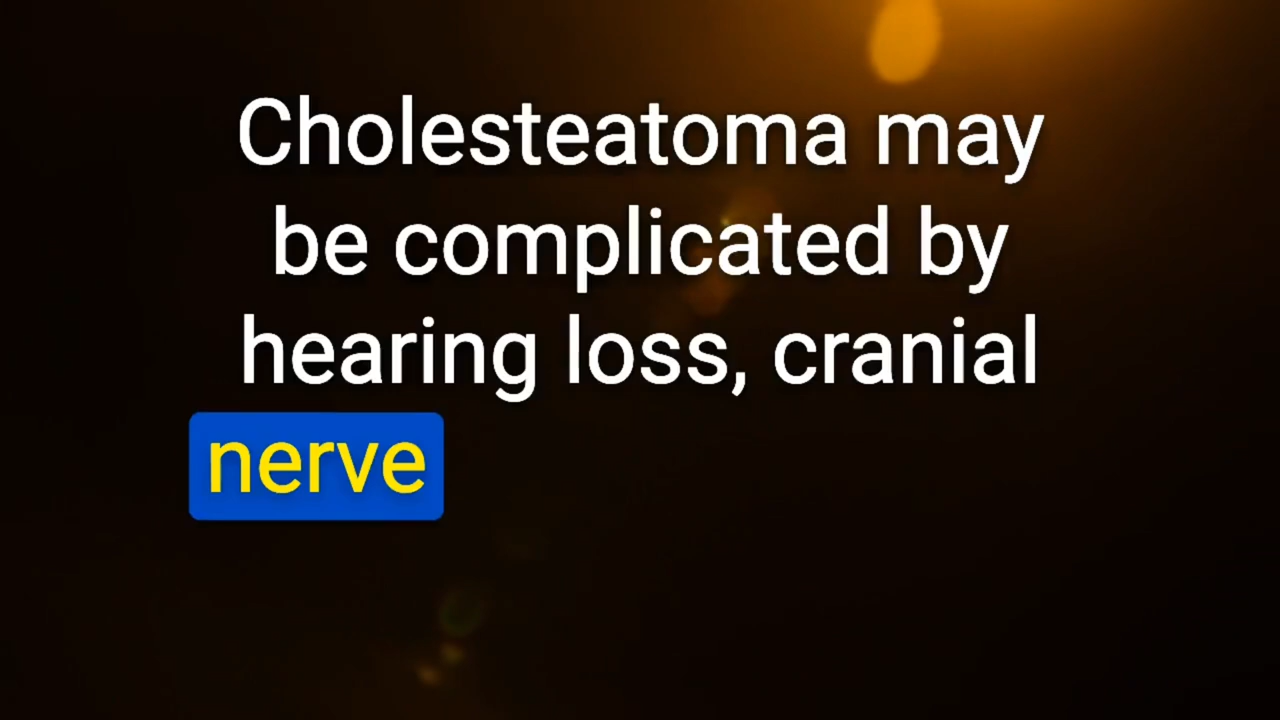 Cholesteatoma may
be complicated by
hearing loss, cranial
nerve